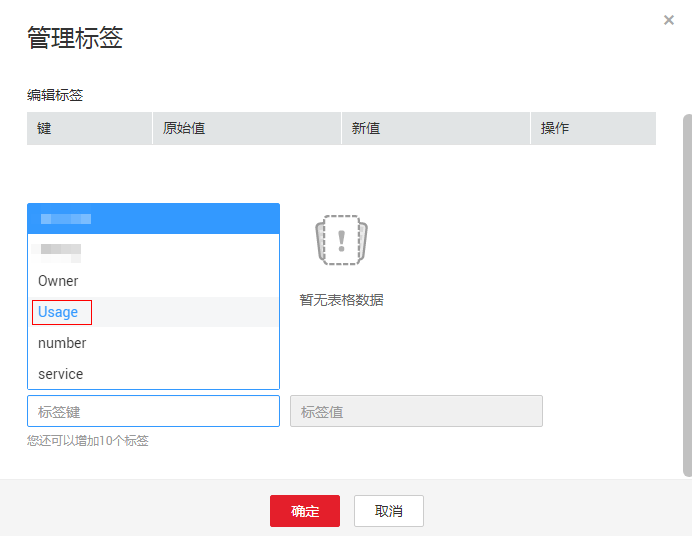 管理标签
编辑标签
键 原始值 新值 操作
Owner
Usage
number
service
暂无表格数据
标签键 标签值
您还可以增加10个标签
确定 取消